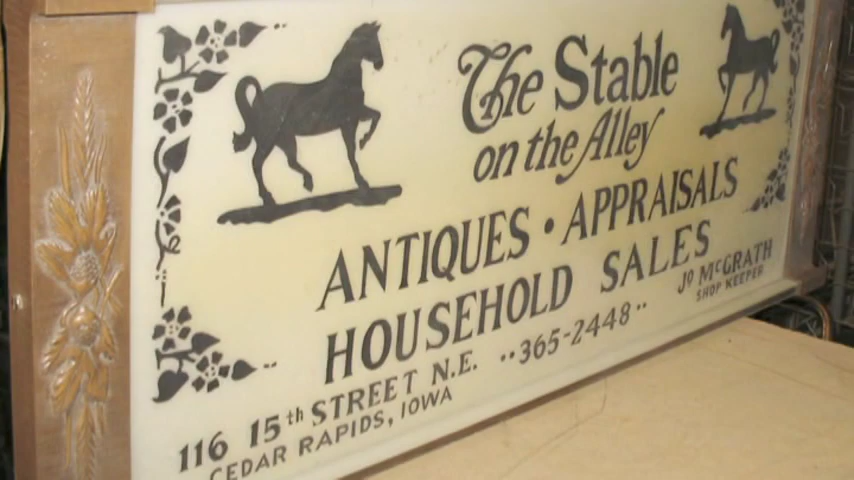 The Stable
on the Alley
ANTIQUES • APPRAISALS
HOUSEHOLD SALES
Jo McGRATH
SHOP KEEPER
116 15th STREET N.E. ··365-2448··
CEDAR RAPIDS, IOWA